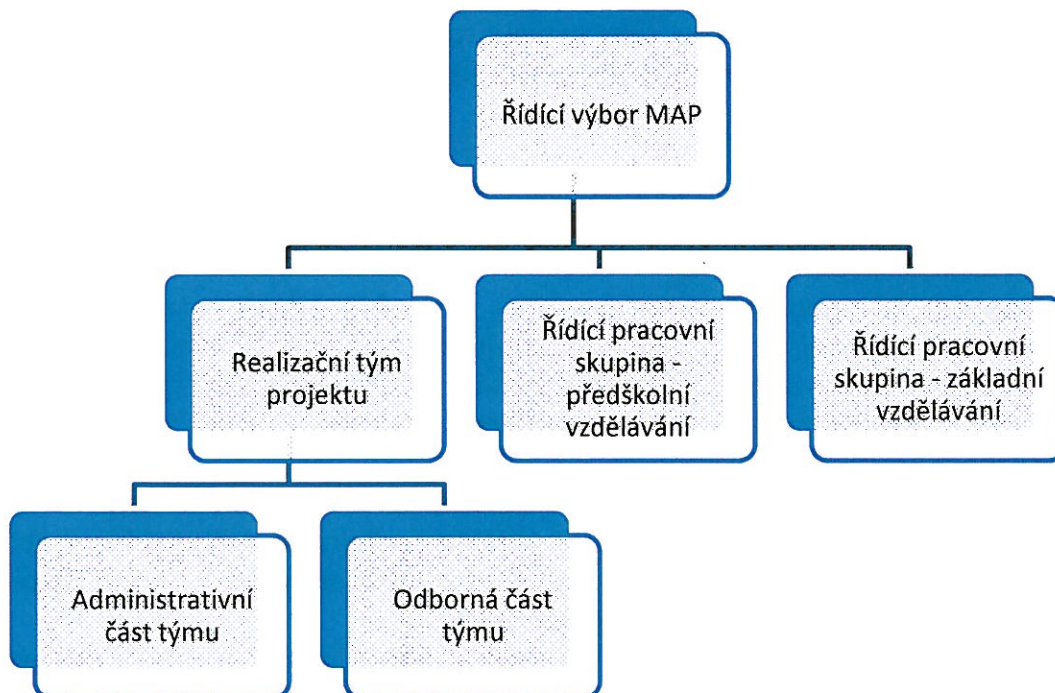 Řídící výbor MAP
Realizační tým
projektu
Řídící pracovní
skupina -
předškolní
vzdělávání
Řídící pracovní
skupina - základní
vzdělávání
Administrativní
část týmu
Odborná část
týmu